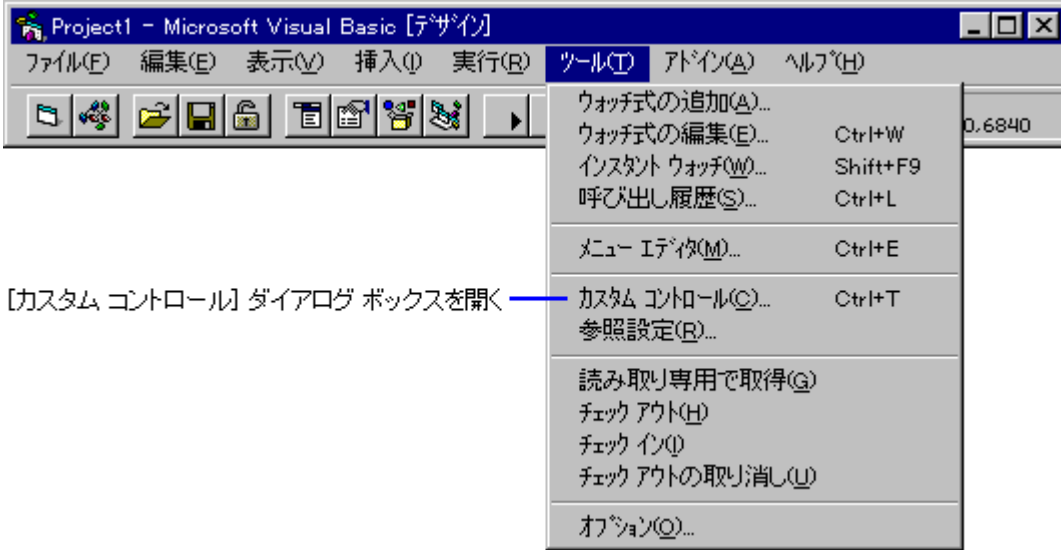 Project1 - Microsoft Visual Basic [ﾃﾞｻﾞｲﾝ]
ﾌｧｲﾙ(F) 編集(E) 表示(V) 挿入(I) 実行(R) ﾂｰﾙ(T) ｱﾄﾞｲﾝ(A) ﾍﾙﾌﾟ(H)
ｳｫｯﾁ式の追加(A)...
0,6840
ｳｫｯﾁ式の編集(E)... Ctrl+W
ｲﾝｽﾀﾝﾄ ｳｫｯﾁ(W)... Shift+F9
呼び出し履歴(S)... Ctrl+L
ﾒﾆｭｰ ｴﾃﾞｨﾀ(M)... Ctrl+E
[カスタム コントロール] ダイアログ ボックスを開く
ｶｽﾀﾑ ｺﾝﾄﾛｰﾙ(C)... Ctrl+T
参照設定(R)...
読み取り専用で取得(G)
ﾁｪｯｸ ｱｳﾄ(H)
ﾁｪｯｸ ｲﾝ(I)
ﾁｪｯｸ ｱｳﾄの取り消し(U)
ｵﾌﾟｼｮﾝ(O)...